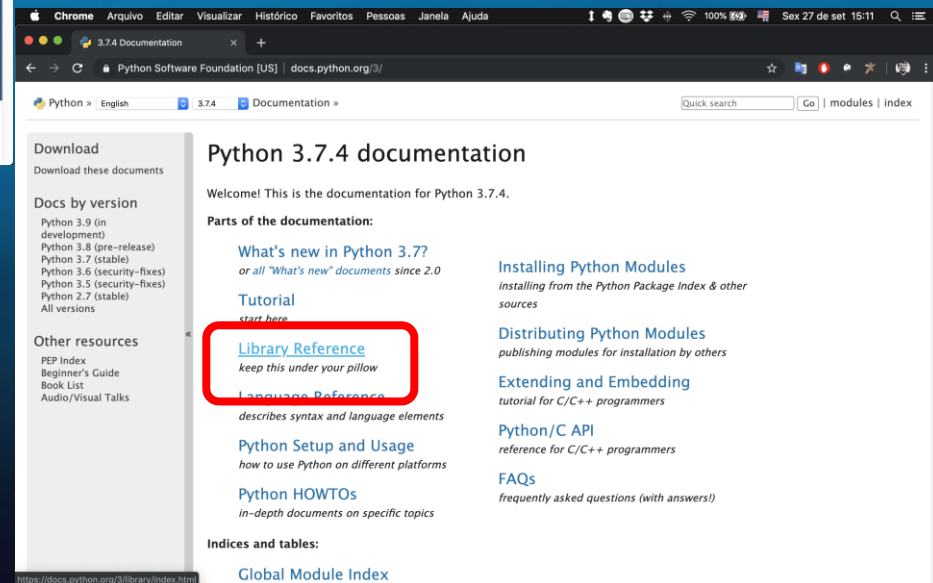 Chrome Arquivo Editar Visualizar Histórico Favoritos Pessoas Janela Ajuda 100% Sex 27 de set 15:11
3.7.4 Documentation
Python Software Foundation [US] | docs.python.org/3/
Python » English 3.7.4 Documentation » Quick search Go | modules | index
Download
Download these documents
Docs by version
Python 3.9 (in
development)
Python 3.8 (pre-release)
Python 3.7 (stable)
Python 3.6 (security-fixes)
Python 3.5 (security-fixes)
Python 2.7 (stable)
All versions
Other resources
PEP Index
Beginner's Guide
Book List
Audio/Visual Talks
«
Python 3.7.4 documentation
Welcome! This is the documentation for Python 3.7.4.
Parts of the documentation:
What's new in Python 3.7?
or all "What's new" documents since 2.0
Tutorial
start here
Library Reference
keep this under your pillow
Language Reference
describes syntax and language elements
Python Setup and Usage
how to use Python on different platforms
Python HOWTOs
in-depth documents on specific topics
Installing Python Modules
installing from the Python Package Index & other
sources
Distributing Python Modules
publishing modules for installation by others
Extending and Embedding
tutorial for C/C++ programmers
Python/C API
reference for C/C++ programmers
FAQs
frequently asked questions (with answers!)
Indices and tables:
Global Module Index
https://docs.python.org/3/library/index.html